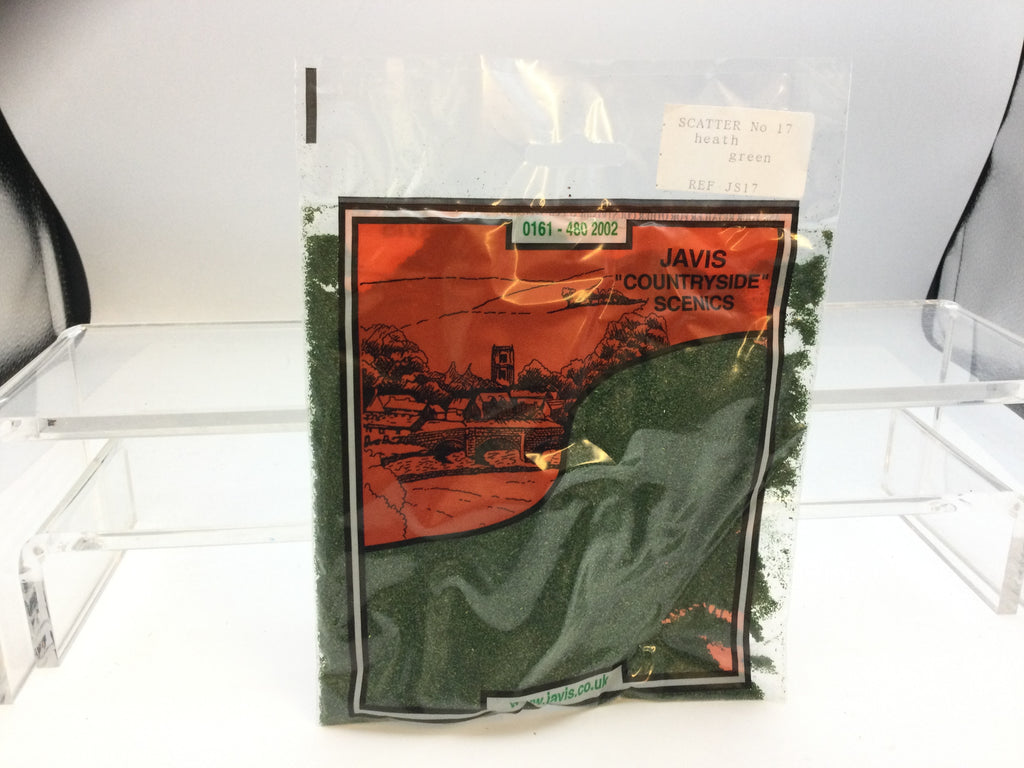 SCATTER No 17
heath
green
REF JS17
0161 - 480 2002
JAVIS
"COUNTRYSIDE"
SCENICS
www.javis.co.uk